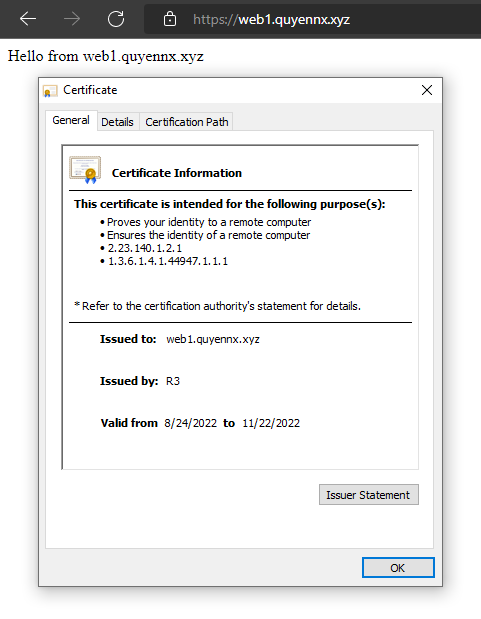 https://web1.quyennx.xyz
Hello from web1.quyennx.xyz
Certificate
General Details Certification Path
Certificate Information
This certificate is intended for the following purpose(s):
• Proves your identity to a remote computer
• Ensures the identity of a remote computer
• 2.23.140.1.2.1
• 1.3.6.1.4.1.44947.1.1.1
* Refer to the certification authority's statement for details.
Issued to: web1.quyennx.xyz
Issued by: R3
Valid from 8/24/2022 to 11/22/2022
Issuer Statement
OK